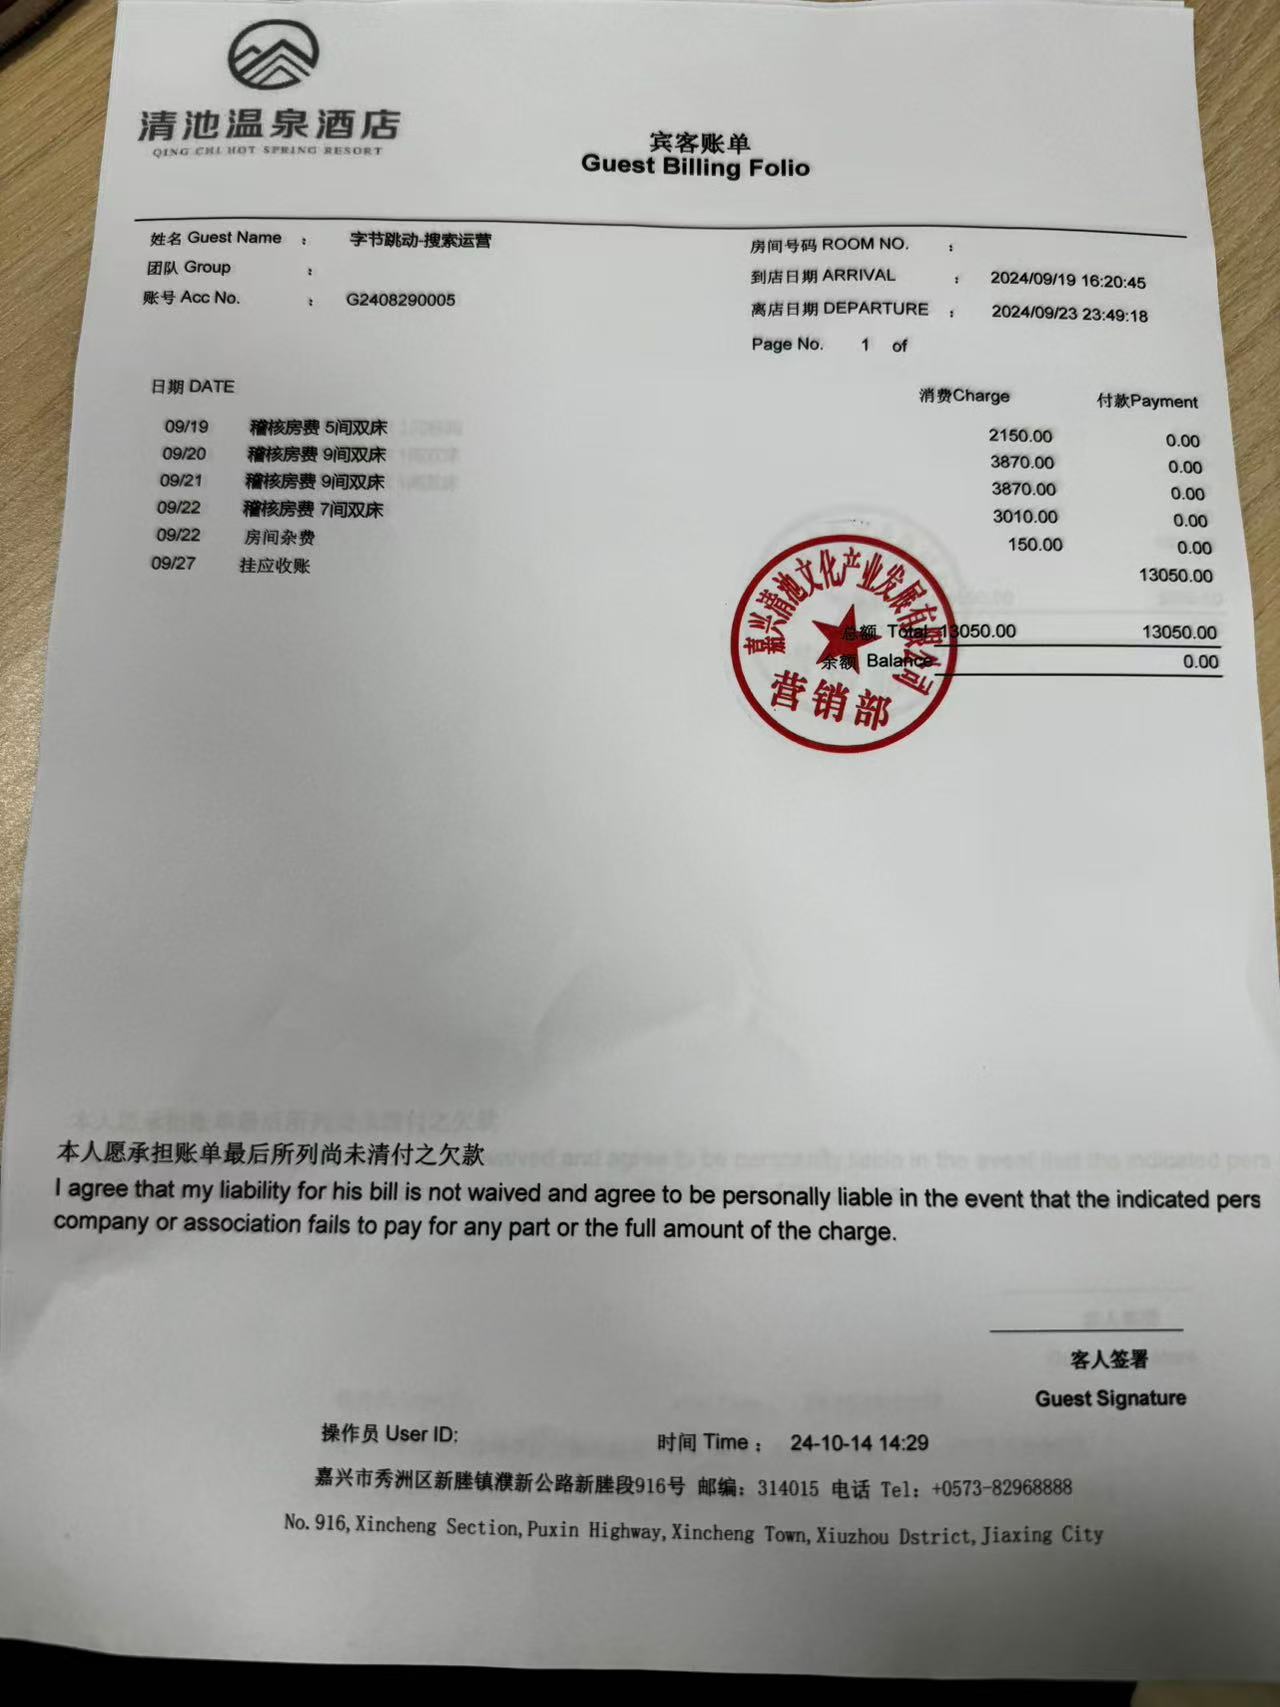 清池温泉酒店
QING CHI HOT SPRING RESORT
宾客账单
Guest Billing Folio
姓名 Guest Name : 字节跳动-搜索运营
房间号码 ROOM NO. :
团队 Group :
到店日期 ARRIVAL : 2024/09/19 16:20:45
账号 Acc No. : G2408290005
离店日期 DEPARTURE : 2024/09/23 23:49:18
Page No. 1 of
日期 DATE 消费Charge 付款Payment
09/19 稽核房费 5间双床 2150.00 0.00
09/20 稽核房费 9间双床 3870.00 0.00
09/21 稽核房费 9间双床 3870.00 0.00
09/22 稽核房费 7间双床 3010.00 0.00
09/22 房间杂费 150.00 0.00
09/27 挂应收账 13050.00
总额 Total 13050.00 13050.00
余额 Balance 0.00
嘉兴清池文化产业发展有限公司
营销部
本人愿承担账单最后所列尚未清付之欠款
I agree that my liability for his bill is not waived and agree to be personally liable in the event that the indicated pers
company or association fails to pay for any part or the full amount of the charge.
客人签署
Guest Signature
操作员 User ID: 时间 Time : 24-10-14 14:29
嘉兴市秀洲区新塍镇濮新公路新塍段916号 邮编：314015 电话 Tel：+0573-82968888
No.916,Xincheng Section,Puxin Highway,Xincheng Town,Xiuzhou Dstrict,Jiaxing City